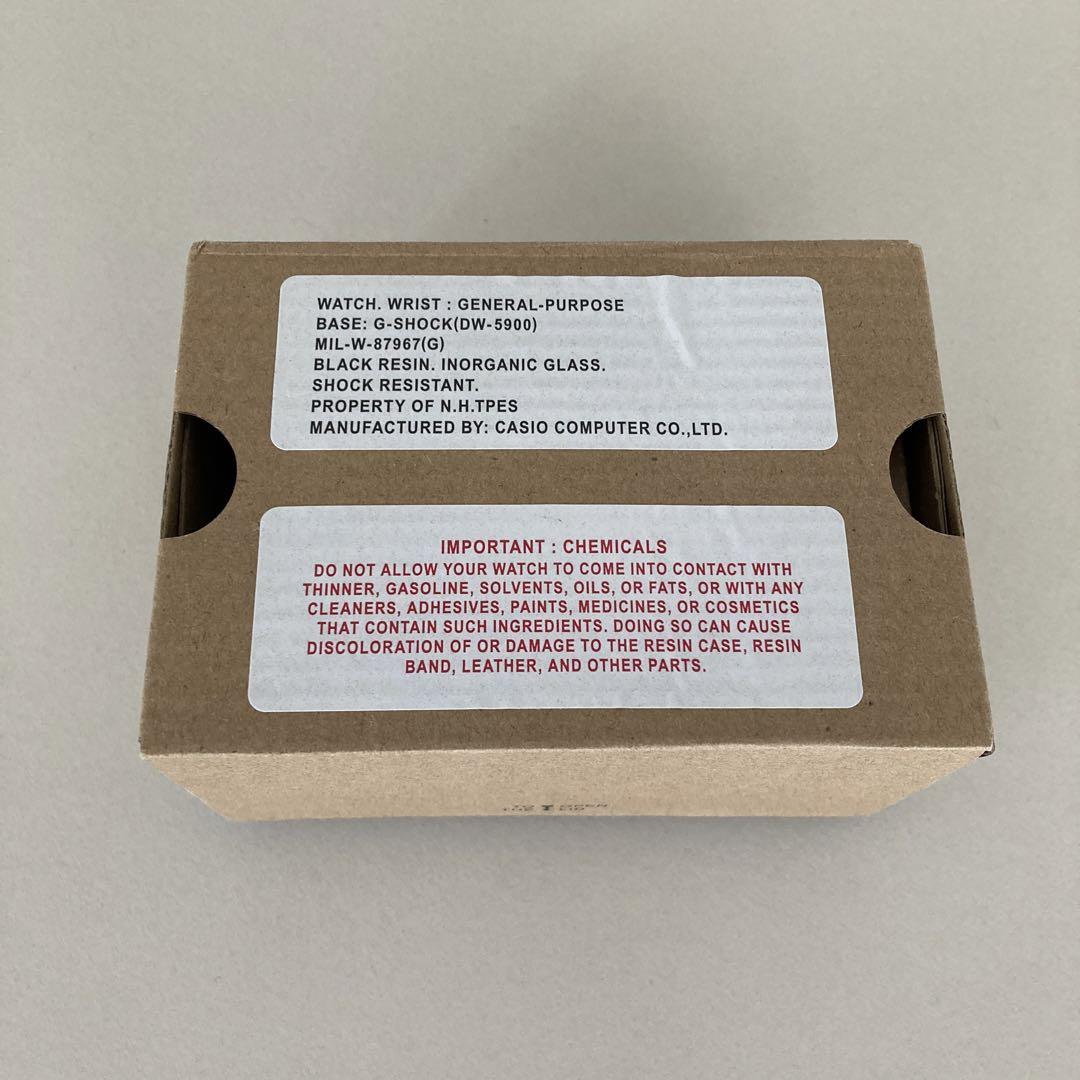 WATCH. WRIST : GENERAL-PURPOSE
BASE: G-SHOCK(DW-5900)
MIL-W-87967(G)
BLACK RESIN. INORGANIC GLASS.
SHOCK RESISTANT.
PROPERTY OF N.H.TPES
MANUFACTURED BY: CASIO COMPUTER CO.,LTD.
IMPORTANT : CHEMICALS
DO NOT ALLOW YOUR WATCH TO COME INTO CONTACT WITH
THINNER, GASOLINE, SOLVENTS, OILS, OR FATS, OR WITH ANY
CLEANERS, ADHESIVES, PAINTS, MEDICINES, OR COSMETICS
THAT CONTAIN SUCH INGREDIENTS. DOING SO CAN CAUSE
DISCOLORATION OF OR DAMAGE TO THE RESIN CASE, RESIN
BAND, LEATHER, AND OTHER PARTS.
TO OPEN